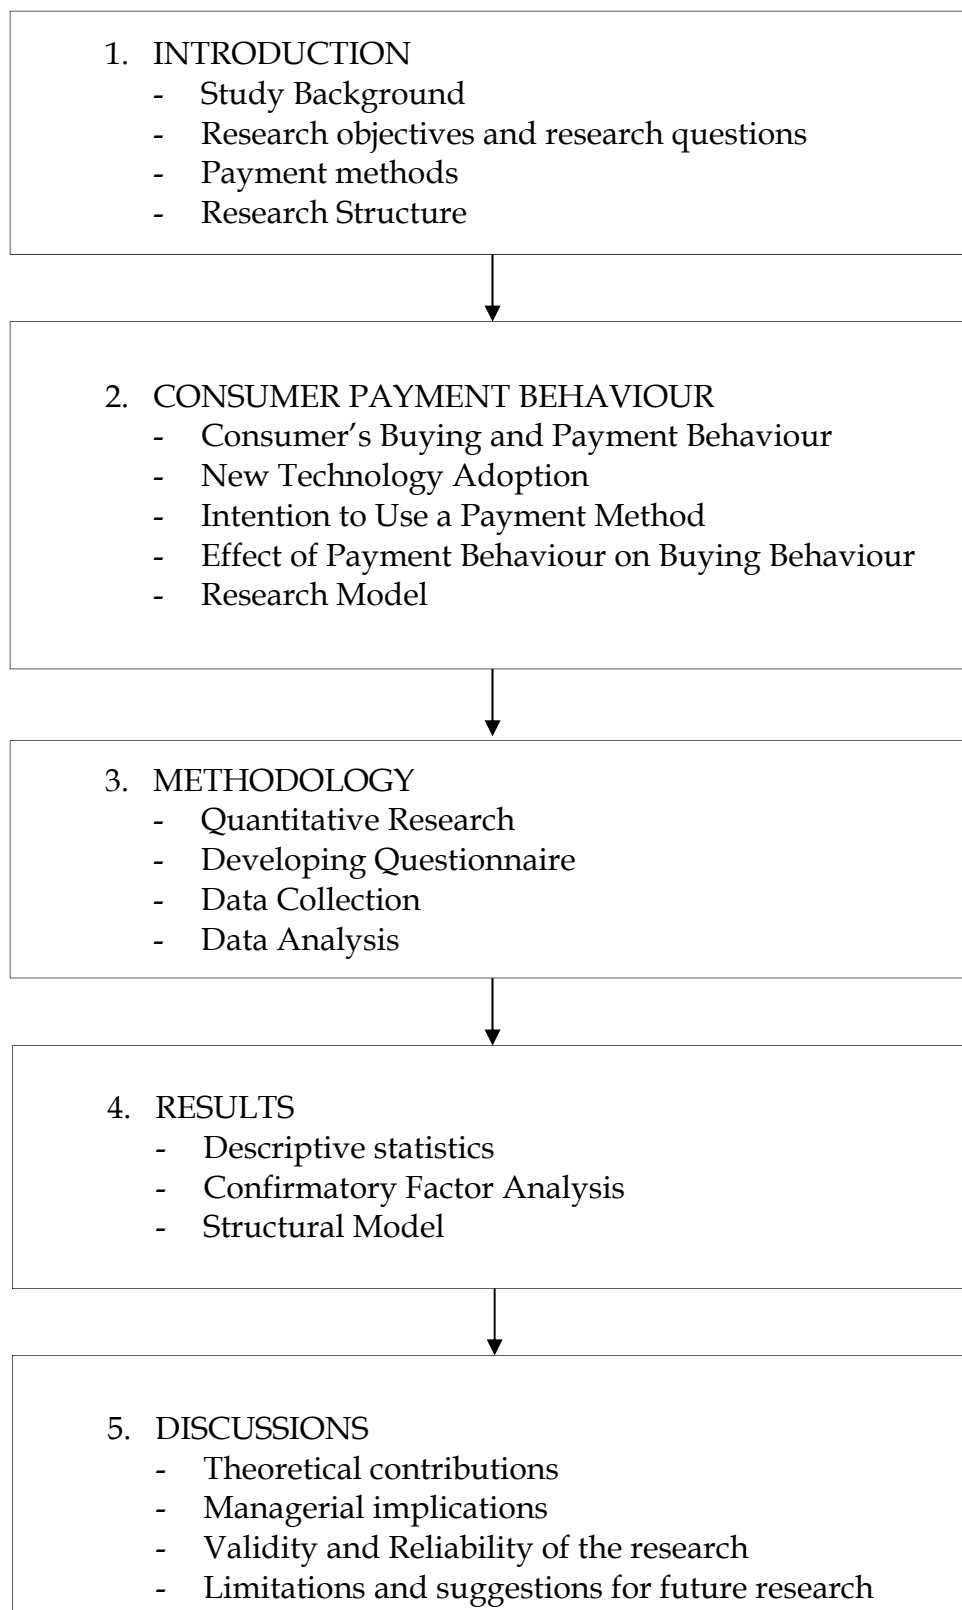 1. INTRODUCTION
- Study Background
- Research objectives and research questions
- Payment methods
- Research Structure
2. CONSUMER PAYMENT BEHAVIOUR
- Consumer’s Buying and Payment Behaviour
- New Technology Adoption
- Intention to Use a Payment Method
- Effect of Payment Behaviour on Buying Behaviour
- Research Model
3. METHODOLOGY
- Quantitative Research
- Developing Questionnaire
- Data Collection
- Data Analysis
4. RESULTS
- Descriptive statistics
- Confirmatory Factor Analysis
- Structural Model
5. DISCUSSIONS
- Theoretical contributions
- Managerial implications
- Validity and Reliability of the research
- Limitations and suggestions for future research